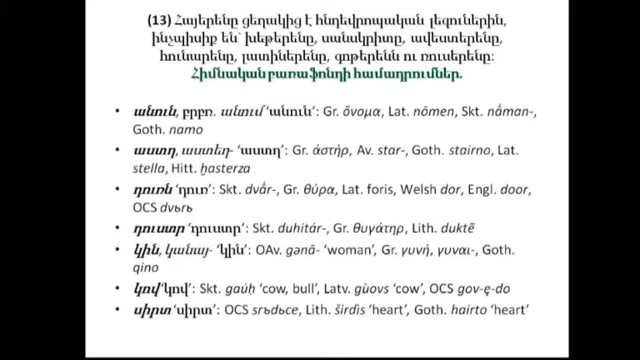 (13) Հայերենը ցեղակից է հնդեվրոպական լեզուներին,
ինչպիսիք են՝ խեթերենը, սանսկրիտը, ավեստերենը,
հունարենը, լատիներենը, գոթերենն ու ռուսերենը:
Հիմնական բառաֆոնդի համադրումներ.
• անուն, բրբռ. անում ‘անուն’: Gr. ὄνομα, Lat. nōmen, Skt. nā́man-,
Goth. namo
• աստղ, աստեղ- ‘աստղ’: Gr. ἀστήρ, Av. star-, Goth. stairno, Lat.
stella, Hitt. ḫasterza
• դուռն ‘դուռ’: Skt. dvā́r-, Gr. θύρα, Lat. foris, Welsh dor, Engl. door,
OCS dvьrь
• դուստր ‘դուստր’: Skt. duhitár-, Gr. θυγάτηρ, Lith. duktė̃
• կին, կանայ- ‘կին’: OAv. gənā- ‘woman’, Gr. γυνή, γυναι-, Goth.
qino
• կով ‘կով’: Skt. gaúḥ ‘cow, bull’, Latv. gùovs ‘cow’, OCS gov-ę-do
• սիրտ ‘սիրտ’: OCS srъdьce, Lith. širdìs ‘heart’, Goth. hairto ‘heart’